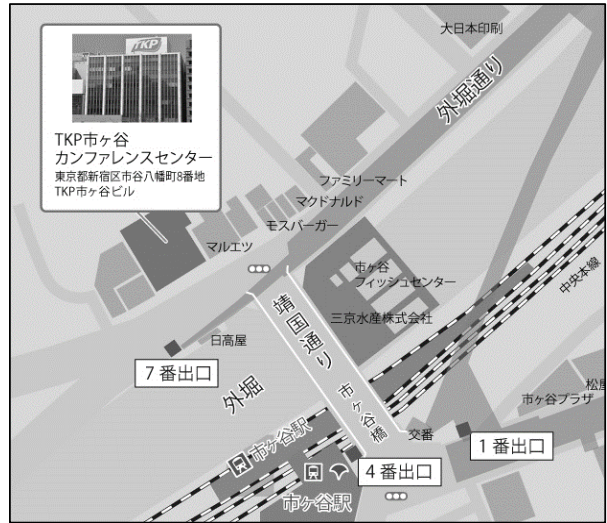 大日本印刷
外堀通り
TKP
TKP市ヶ谷
カンファレンスセンター
東京都新宿区市谷八幡町8番地
TKP市ヶ谷ビル
ファミリーマート
マクドナルド
モスバーガー
マルエツ
市ヶ谷
フィッシュセンター
中央本線
靖国通り
三京水産株式会社
日高屋
7番出口
外堀
市ヶ谷橋
松屋
市ヶ谷プラザ
市ヶ谷駅
交番
1番出口
4番出口
市ヶ谷駅